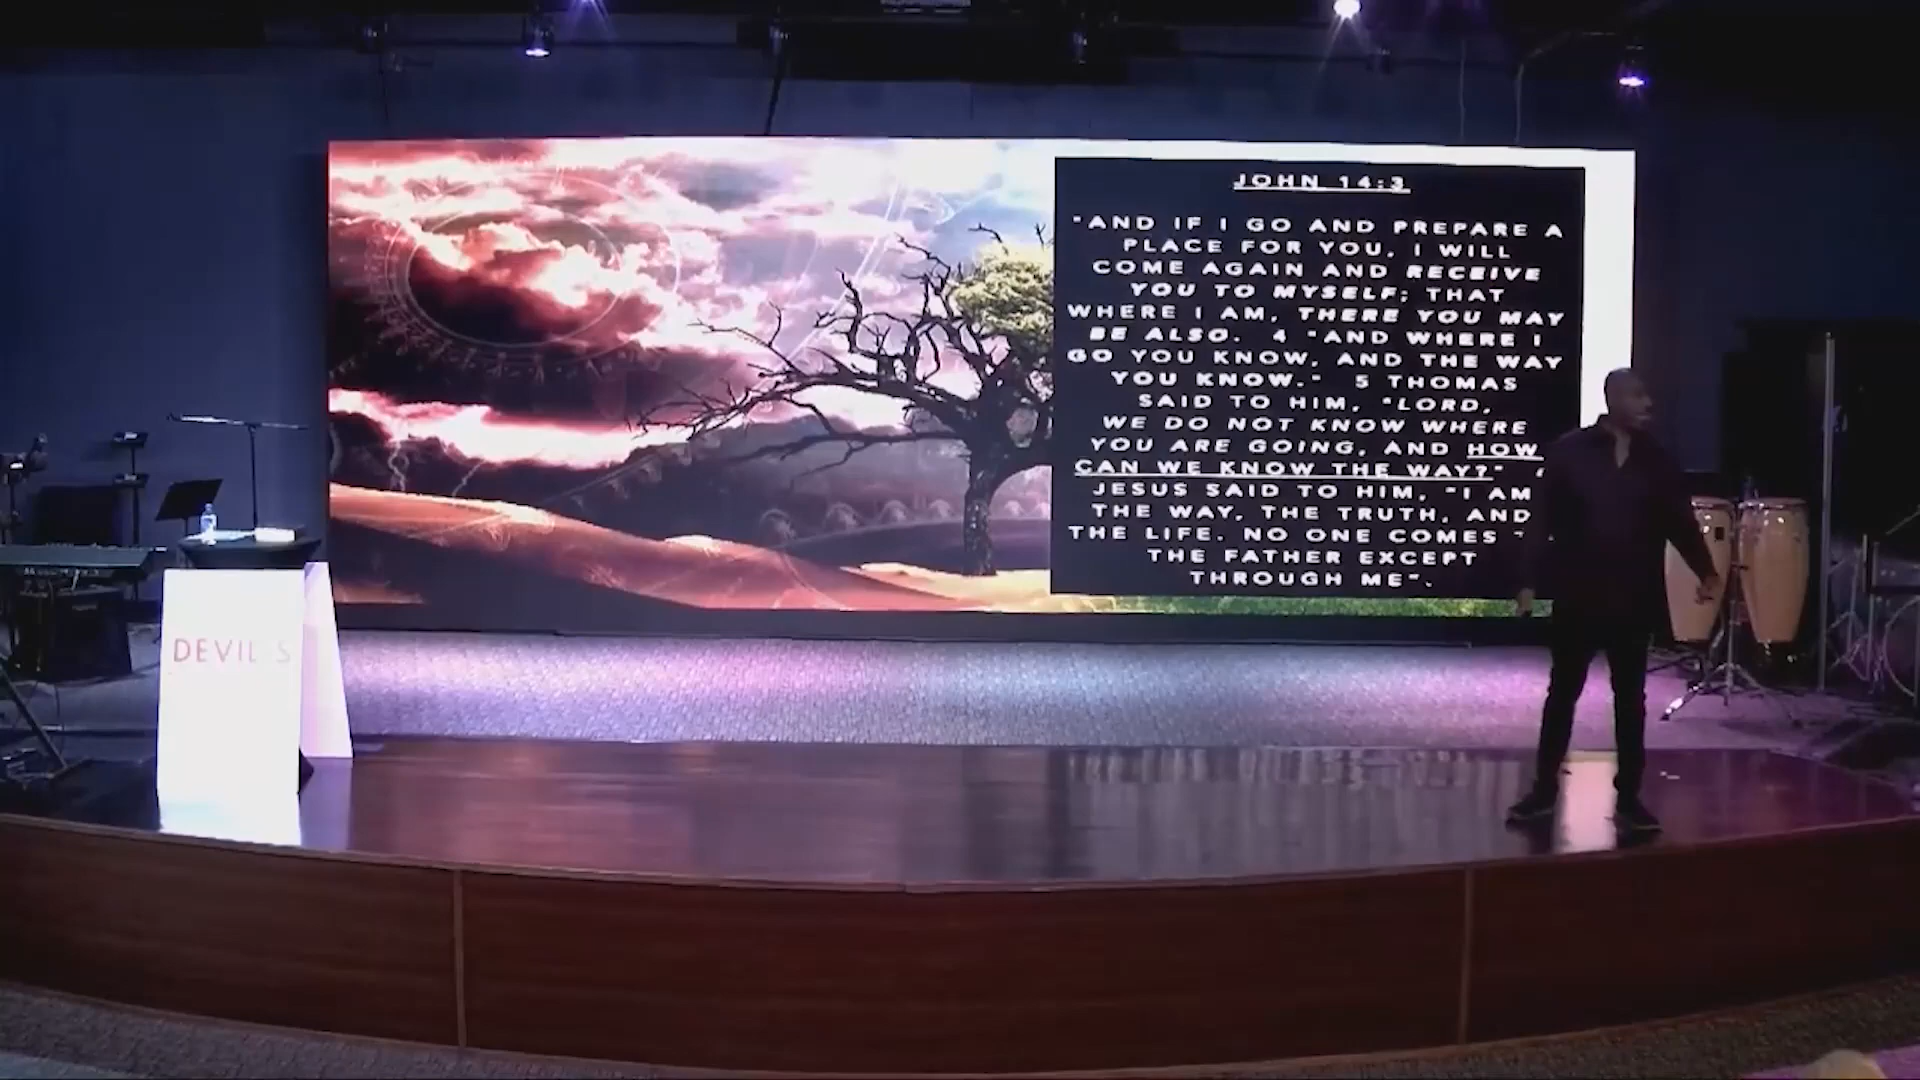 JOHN 14:3
"AND IF I GO AND PREPARE A
PLACE FOR YOU, I WILL
COME AGAIN AND RECEIVE
YOU TO MYSELF; THAT
WHERE I AM, THERE YOU MAY
BE ALSO. 4 "AND WHERE I
GO YOU KNOW, AND THE WAY
YOU KNOW." 5 THOMAS
SAID TO HIM, "LORD,
WE DO NOT KNOW WHERE
YOU ARE GOING, AND HOW
CAN WE KNOW THE WAY?"
JESUS SAID TO HIM, "I AM
THE WAY, THE TRUTH, AND
THE LIFE. NO ONE COMES
THE FATHER EXCEPT
THROUGH ME".